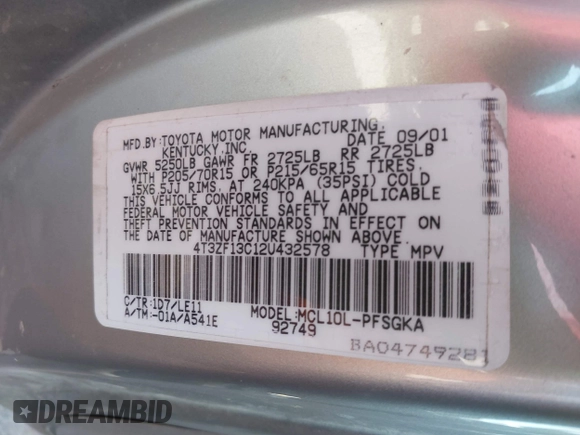 MFD.BY:TOYOTA MOTOR MANUFACTURING,
KENTUCKY,INC. DATE 09/01
GVWR 5250LB GAWR FR 2725LB RR 2725LB
WITH P205/70R15 OR P215/65R15 TIRES,
15X6.5JJ RIMS, AT 240KPA (35PSI) COLD
THIS VEHICLE CONFORMS TO ALL APPLICABLE
FEDERAL MOTOR VEHICLE SAFETY AND
THEFT PREVENTION STANDARDS IN EFFECT ON
THE DATE OF MANUFACTURE SHOWN ABOVE.
4T3ZF13C12U432578 TYPE MPV
C/TR:1D7/LE11 MODEL:MCL10L-PFSGKA
A/TM:-01A/A541E 92749
BA04749281
DREAMBID